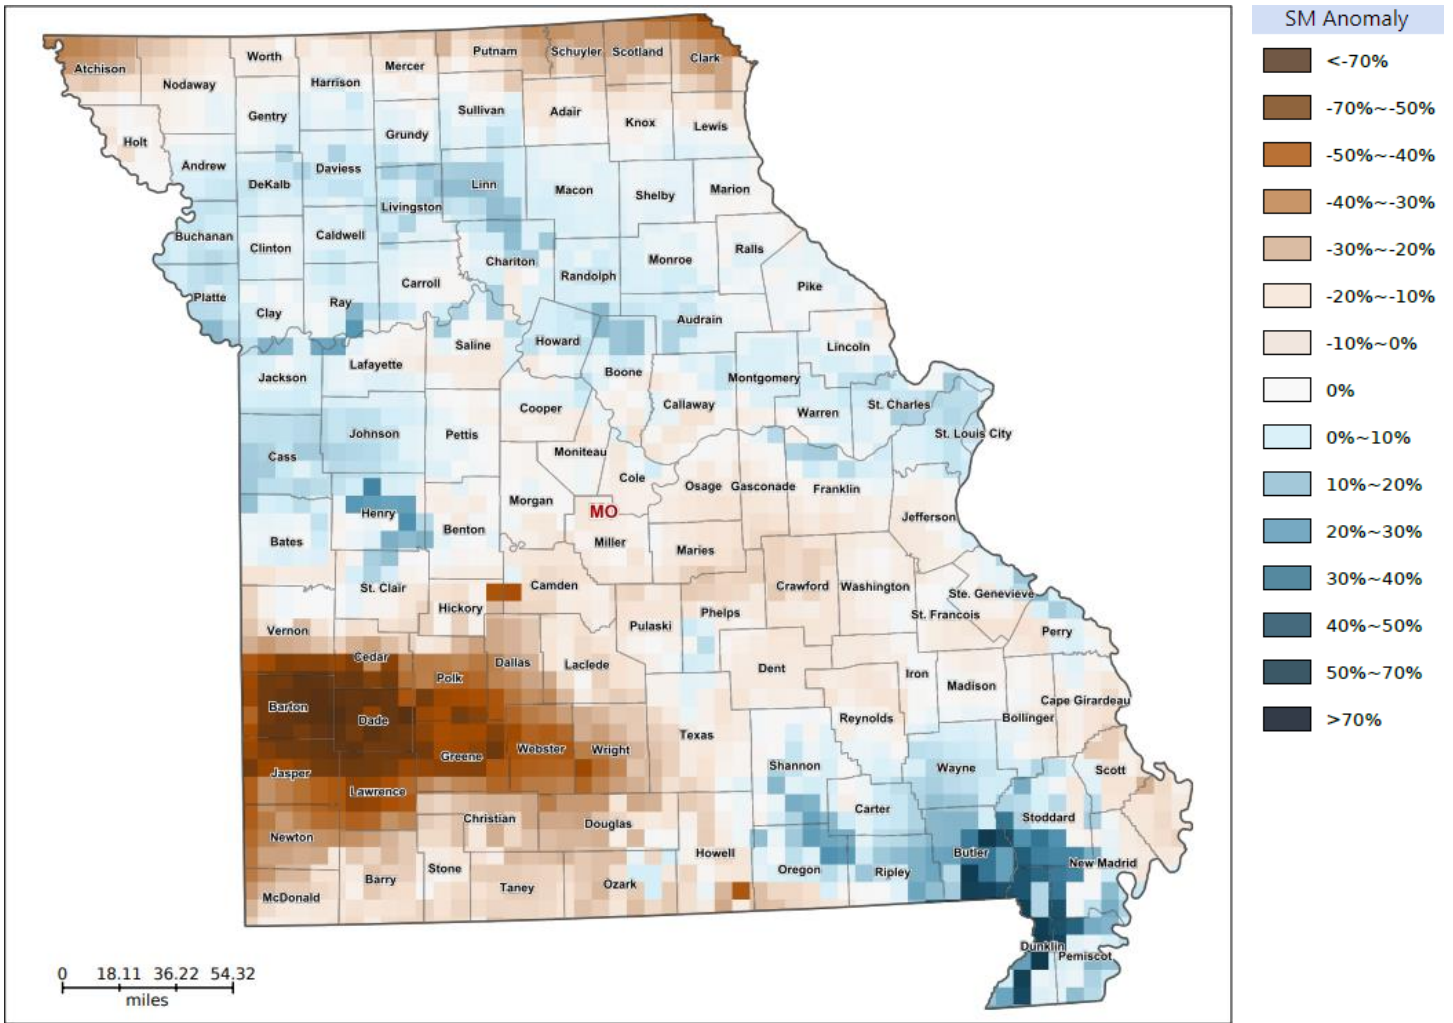 SM Anomaly
<-70%
-70%~-50%
-50%~-40%
-40%~-30%
-30%~-20%
-20%~-10%
-10%~0%
0%
0%~10%
10%~20%
20%~30%
30%~40%
40%~50%
50%~70%
>70%
Atchison
Nodaway
Worth
Harrison
Mercer
Putnam
Schuyler
Scotland
Clark
Holt
Gentry
Grundy
Sullivan
Adair
Knox
Lewis
Andrew
DeKalb
Daviess
Livingston
Linn
Macon
Shelby
Marion
Buchanan
Clinton
Caldwell
Chariton
Randolph
Monroe
Ralls
Platte
Clay
Ray
Carroll
Pike
Audrain
Jackson
Lafayette
Saline
Howard
Boone
Lincoln
Montgomery
Callaway
Warren
St. Charles
St. Louis City
Cooper
Johnson
Pettis
Cass
Moniteau
Cole
Osage
Gasconade
Franklin
Morgan
MO
Henry
Benton
Bates
Miller
Maries
Jefferson
St. Clair
Camden
Crawford
Washington
Ste. Genevieve
Hickory
Phelps
St. Francois
Vernon
Pulaski
Perry
Cedar
Dallas
Laclede
Dent
Iron
Madison
Polk
Barton
Dade
Cape Girardeau
Bollinger
Reynolds
Texas
Greene
Webster
Wright
Jasper
Shannon
Wayne
Scott
Lawrence
Christian
Douglas
Carter
Stoddard
Newton
Howell
Butler
New Madrid
Barry
Stone
Taney
Ozark
Oregon
Ripley
McDonald
Dunklin
Pemiscot
0 18.11 36.22 54.32
miles